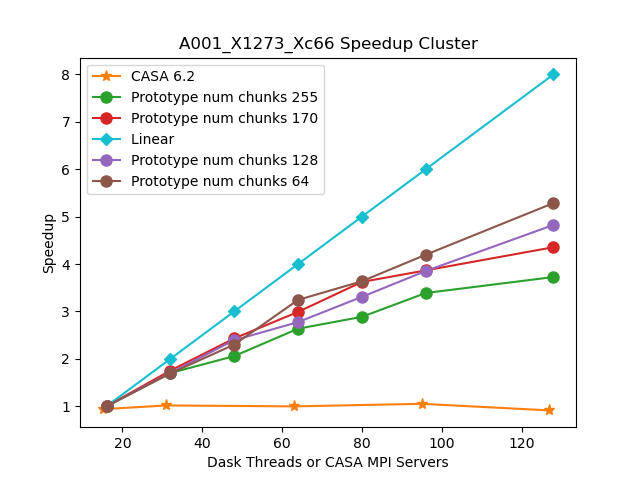 A001_X1273_Xc66 Speedup Cluster
CASA 6.2
Prototype num chunks 255
Prototype num chunks 170
Linear
Prototype num chunks 128
Prototype num chunks 64
Speedup
8
7
6
5
4
3
2
1
20 40 60 80 100 120
Dask Threads or CASA MPI Servers